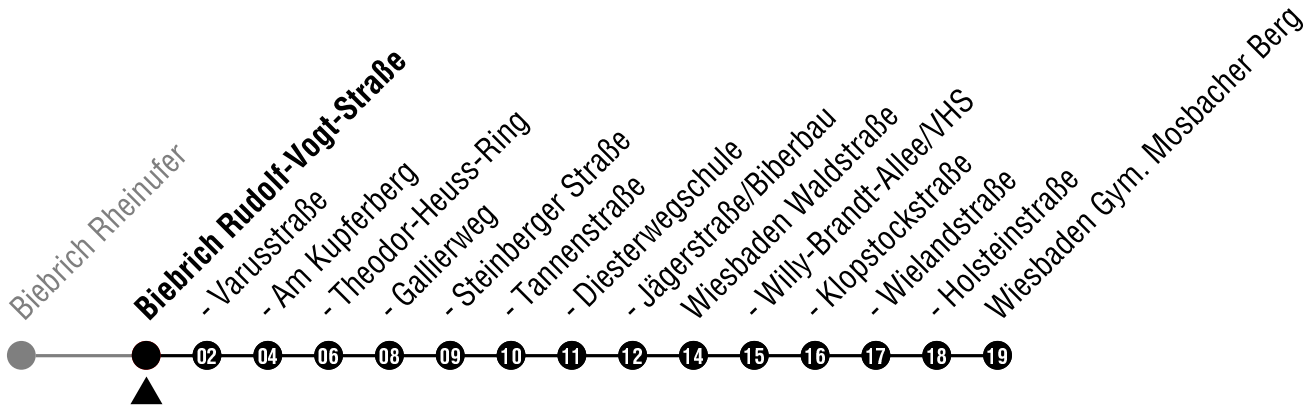 Biebrich Rheinufer
Biebrich Rudolf-Vogt-Straße
- Varusstraße
- Am Kupferberg
- Theodor-Heuss-Ring
- Gallierweg
- Steinberger Straße
- Tannenstraße
- Diesterwegschule
- Jägerstraße/Biberbau
Wiesbaden Waldstraße
- Willy-Brandt-Allee/VHS
- Klopstockstraße
- Wielandstraße
- Holsteinstraße
Wiesbaden Gym. Mosbacher Berg
02 04 06 08 09 10 11 12 14 15 16 17 18 19